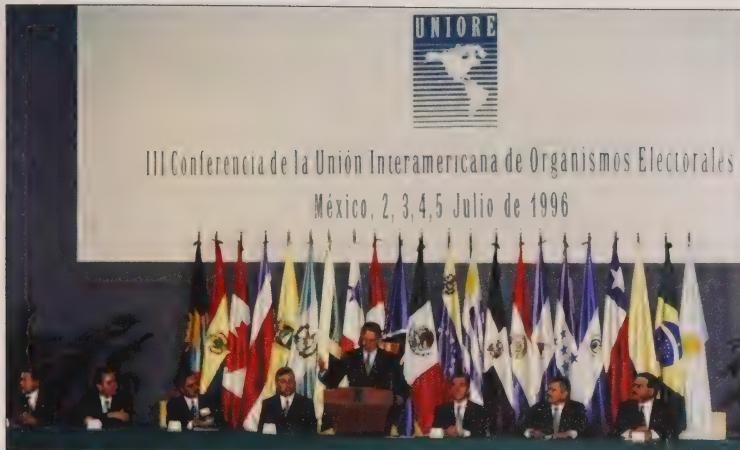 UNIORE
III Conferencia de la Unión Interamericana de Organismos Electorales
México, 2, 3, 4, 5 Julio de 1996